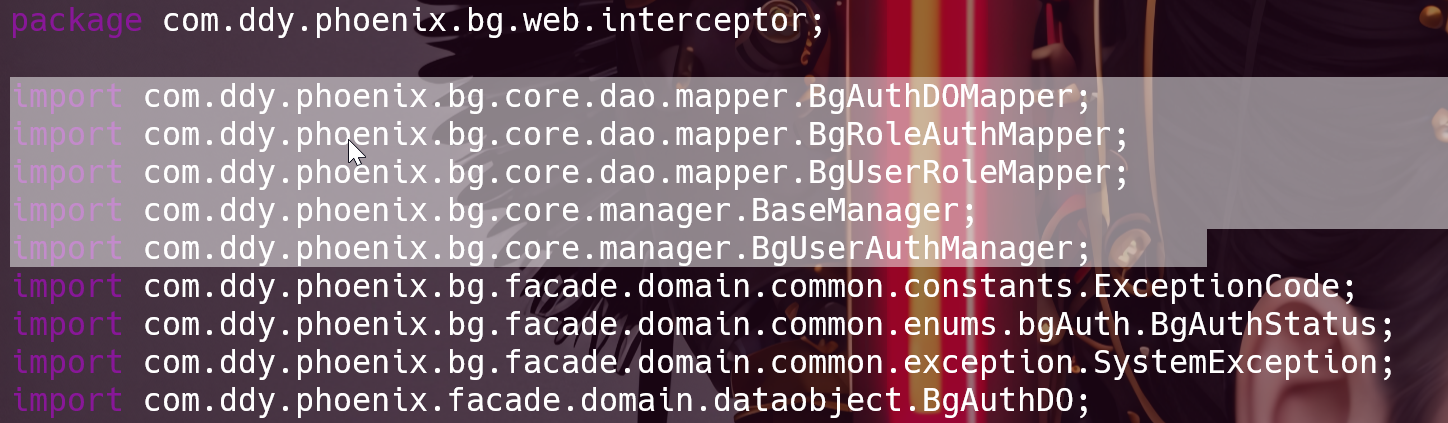 package com.ddy.phoenix.bg.web.interceptor;
import com.ddy.phoenix.bg.core.dao.mapper.BgAuthDOMapper;
import com.ddy.phoenix.bg.core.dao.mapper.BgRoleAuthMapper;
import com.ddy.phoenix.bg.core.dao.mapper.BgUserRoleMapper;
import com.ddy.phoenix.bg.core.manager.BaseManager;
import com.ddy.phoenix.bg.core.manager.BgUserAuthManager;
import com.ddy.phoenix.bg.facade.domain.common.constants.ExceptionCode;
import com.ddy.phoenix.bg.facade.domain.common.enums.bgAuth.BgAuthStatus;
import com.ddy.phoenix.bg.facade.domain.common.exception.SystemException;
import com.ddy.phoenix.facade.domain.dataobject.BgAuthDO;